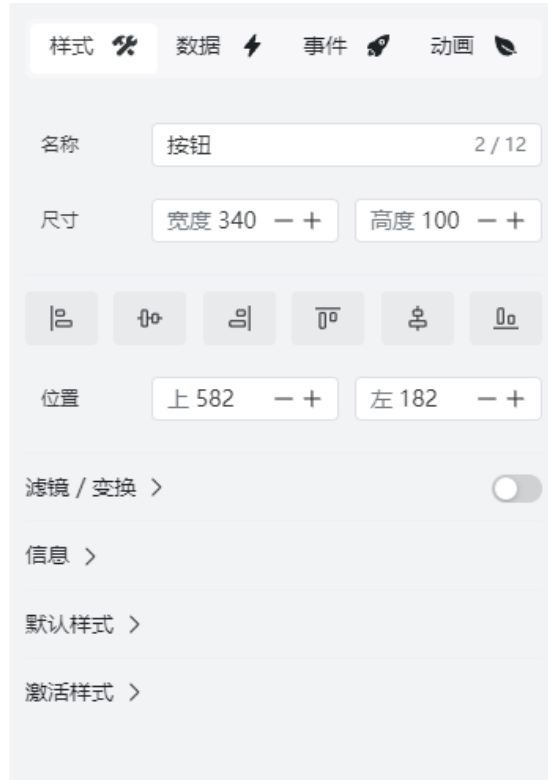 样式 数据 事件 动画
名称 按钮 2 / 12
尺寸 宽度 340 — + 高度 100 — +
位置 上 582 — + 左 182 — +
滤镜 / 变换 >
信息 >
默认样式 >
激活样式 >